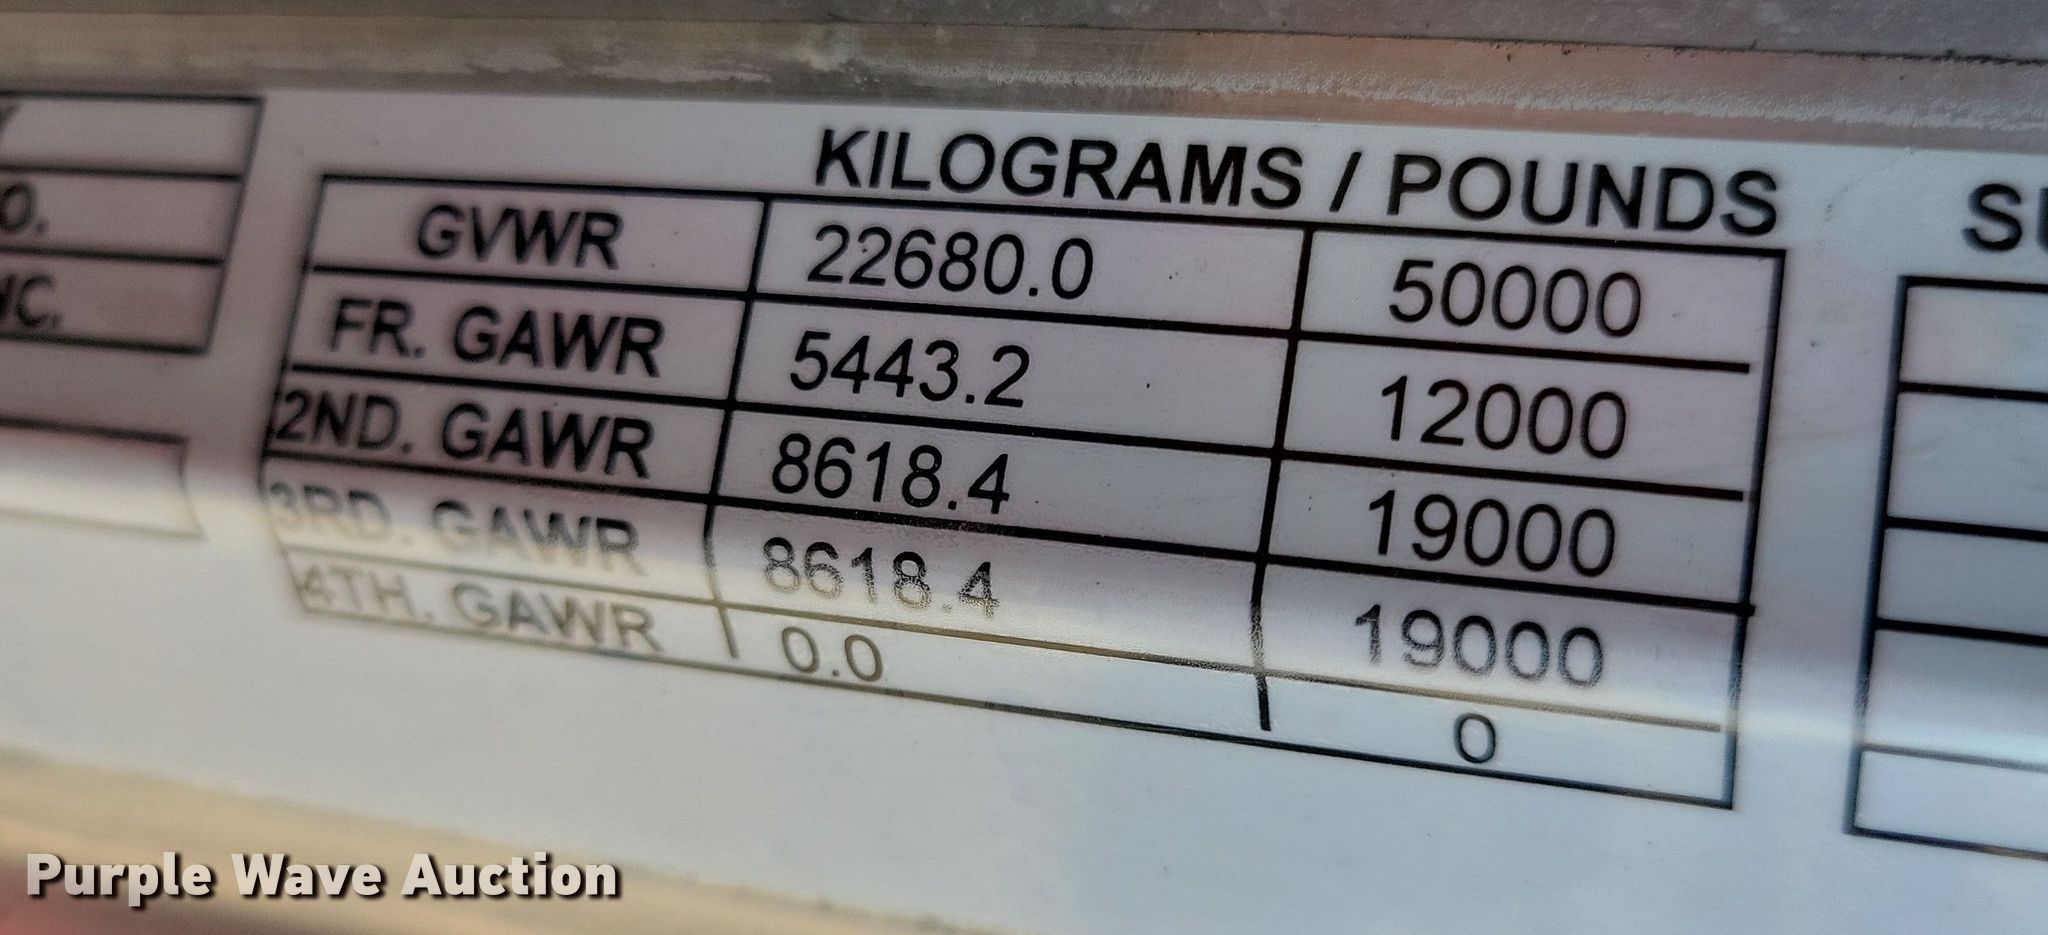 KILOGRAMS / POUNDS
GVWR 22680.0 50000
FR. GAWR 5443.2 12000
2ND. GAWR 8618.4 19000
3RD. GAWR 8618.4 19000
4TH. GAWR 0.0 0
O.
Purple Wave Auction